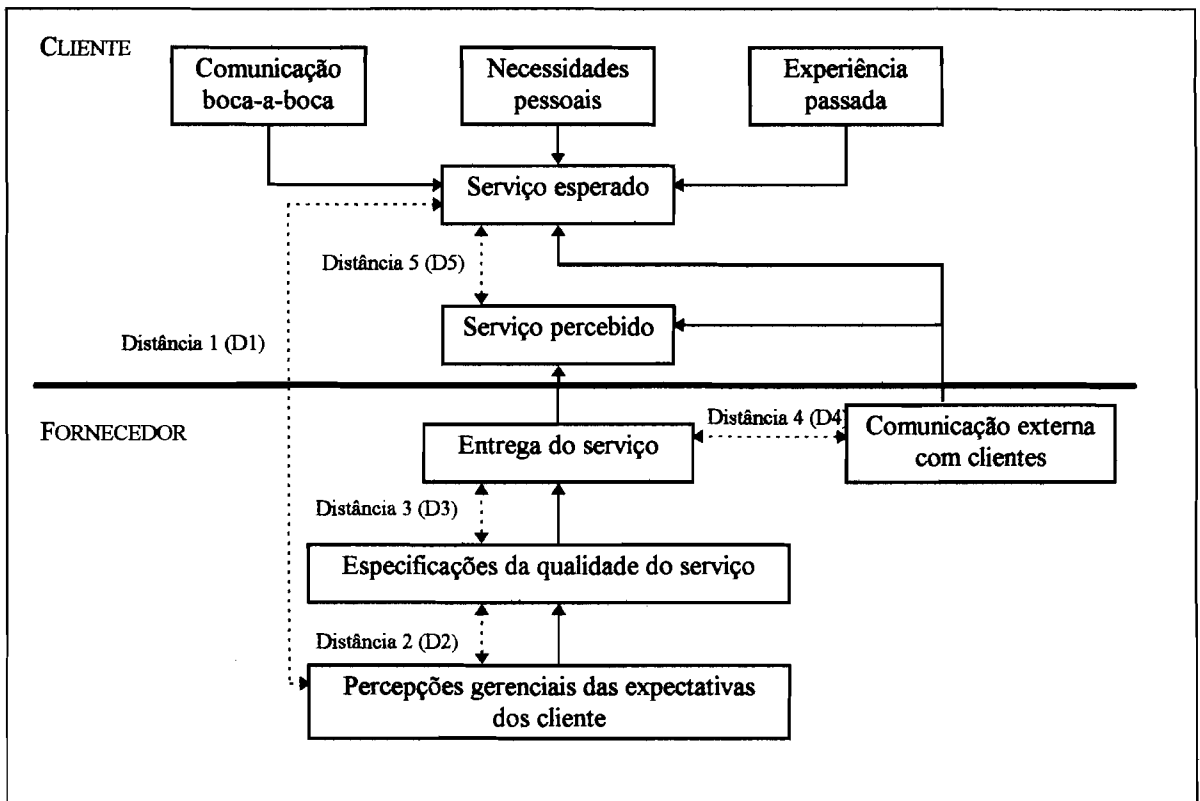 CLIENTE
Comunicação
boca-a-boca
Necessidades
pessoais
Experiência
passada
Serviço esperado
Distância 5 (D5)
Serviço percebido
Distância 1 (D1)
FORNECEDOR
Entrega do serviço
Distância 4 (D4)
Comunicação externa
com clientes
Distância 3 (D3)
Especificações da qualidade do serviço
Distância 2 (D2)
Percepções gerenciais das expectativas
dos cliente